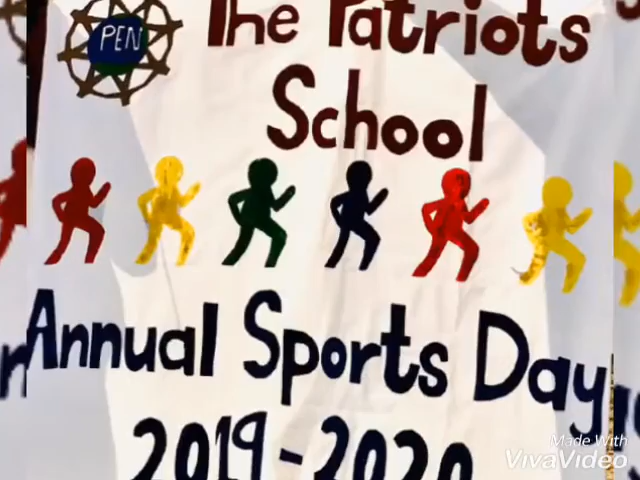 PEN
The Patriots
School
Annual Sports Day
2019-2020
Made With
VivaVideo